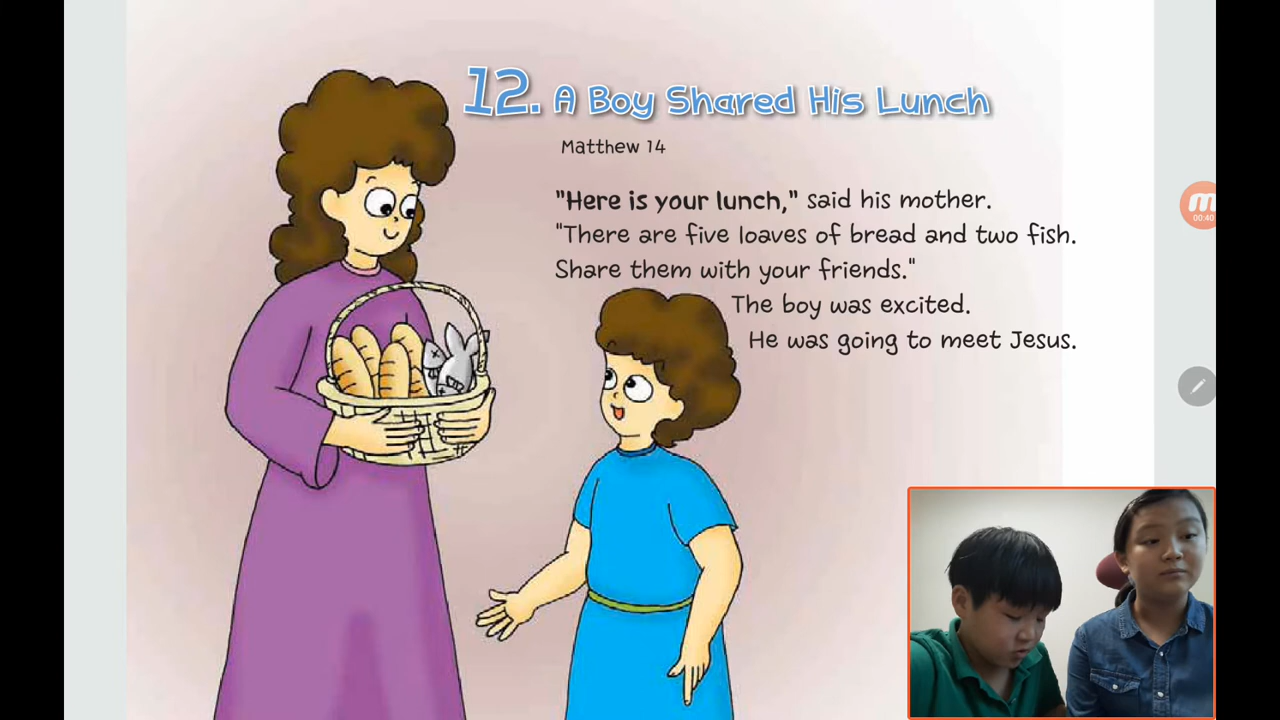 12. A Boy Shared His Lunch
Matthew 14
"Here is your lunch," said his mother.
"There are five loaves of bread and two fish.
Share them with your friends."
The boy was excited.
He was going to meet Jesus.
m
00:40